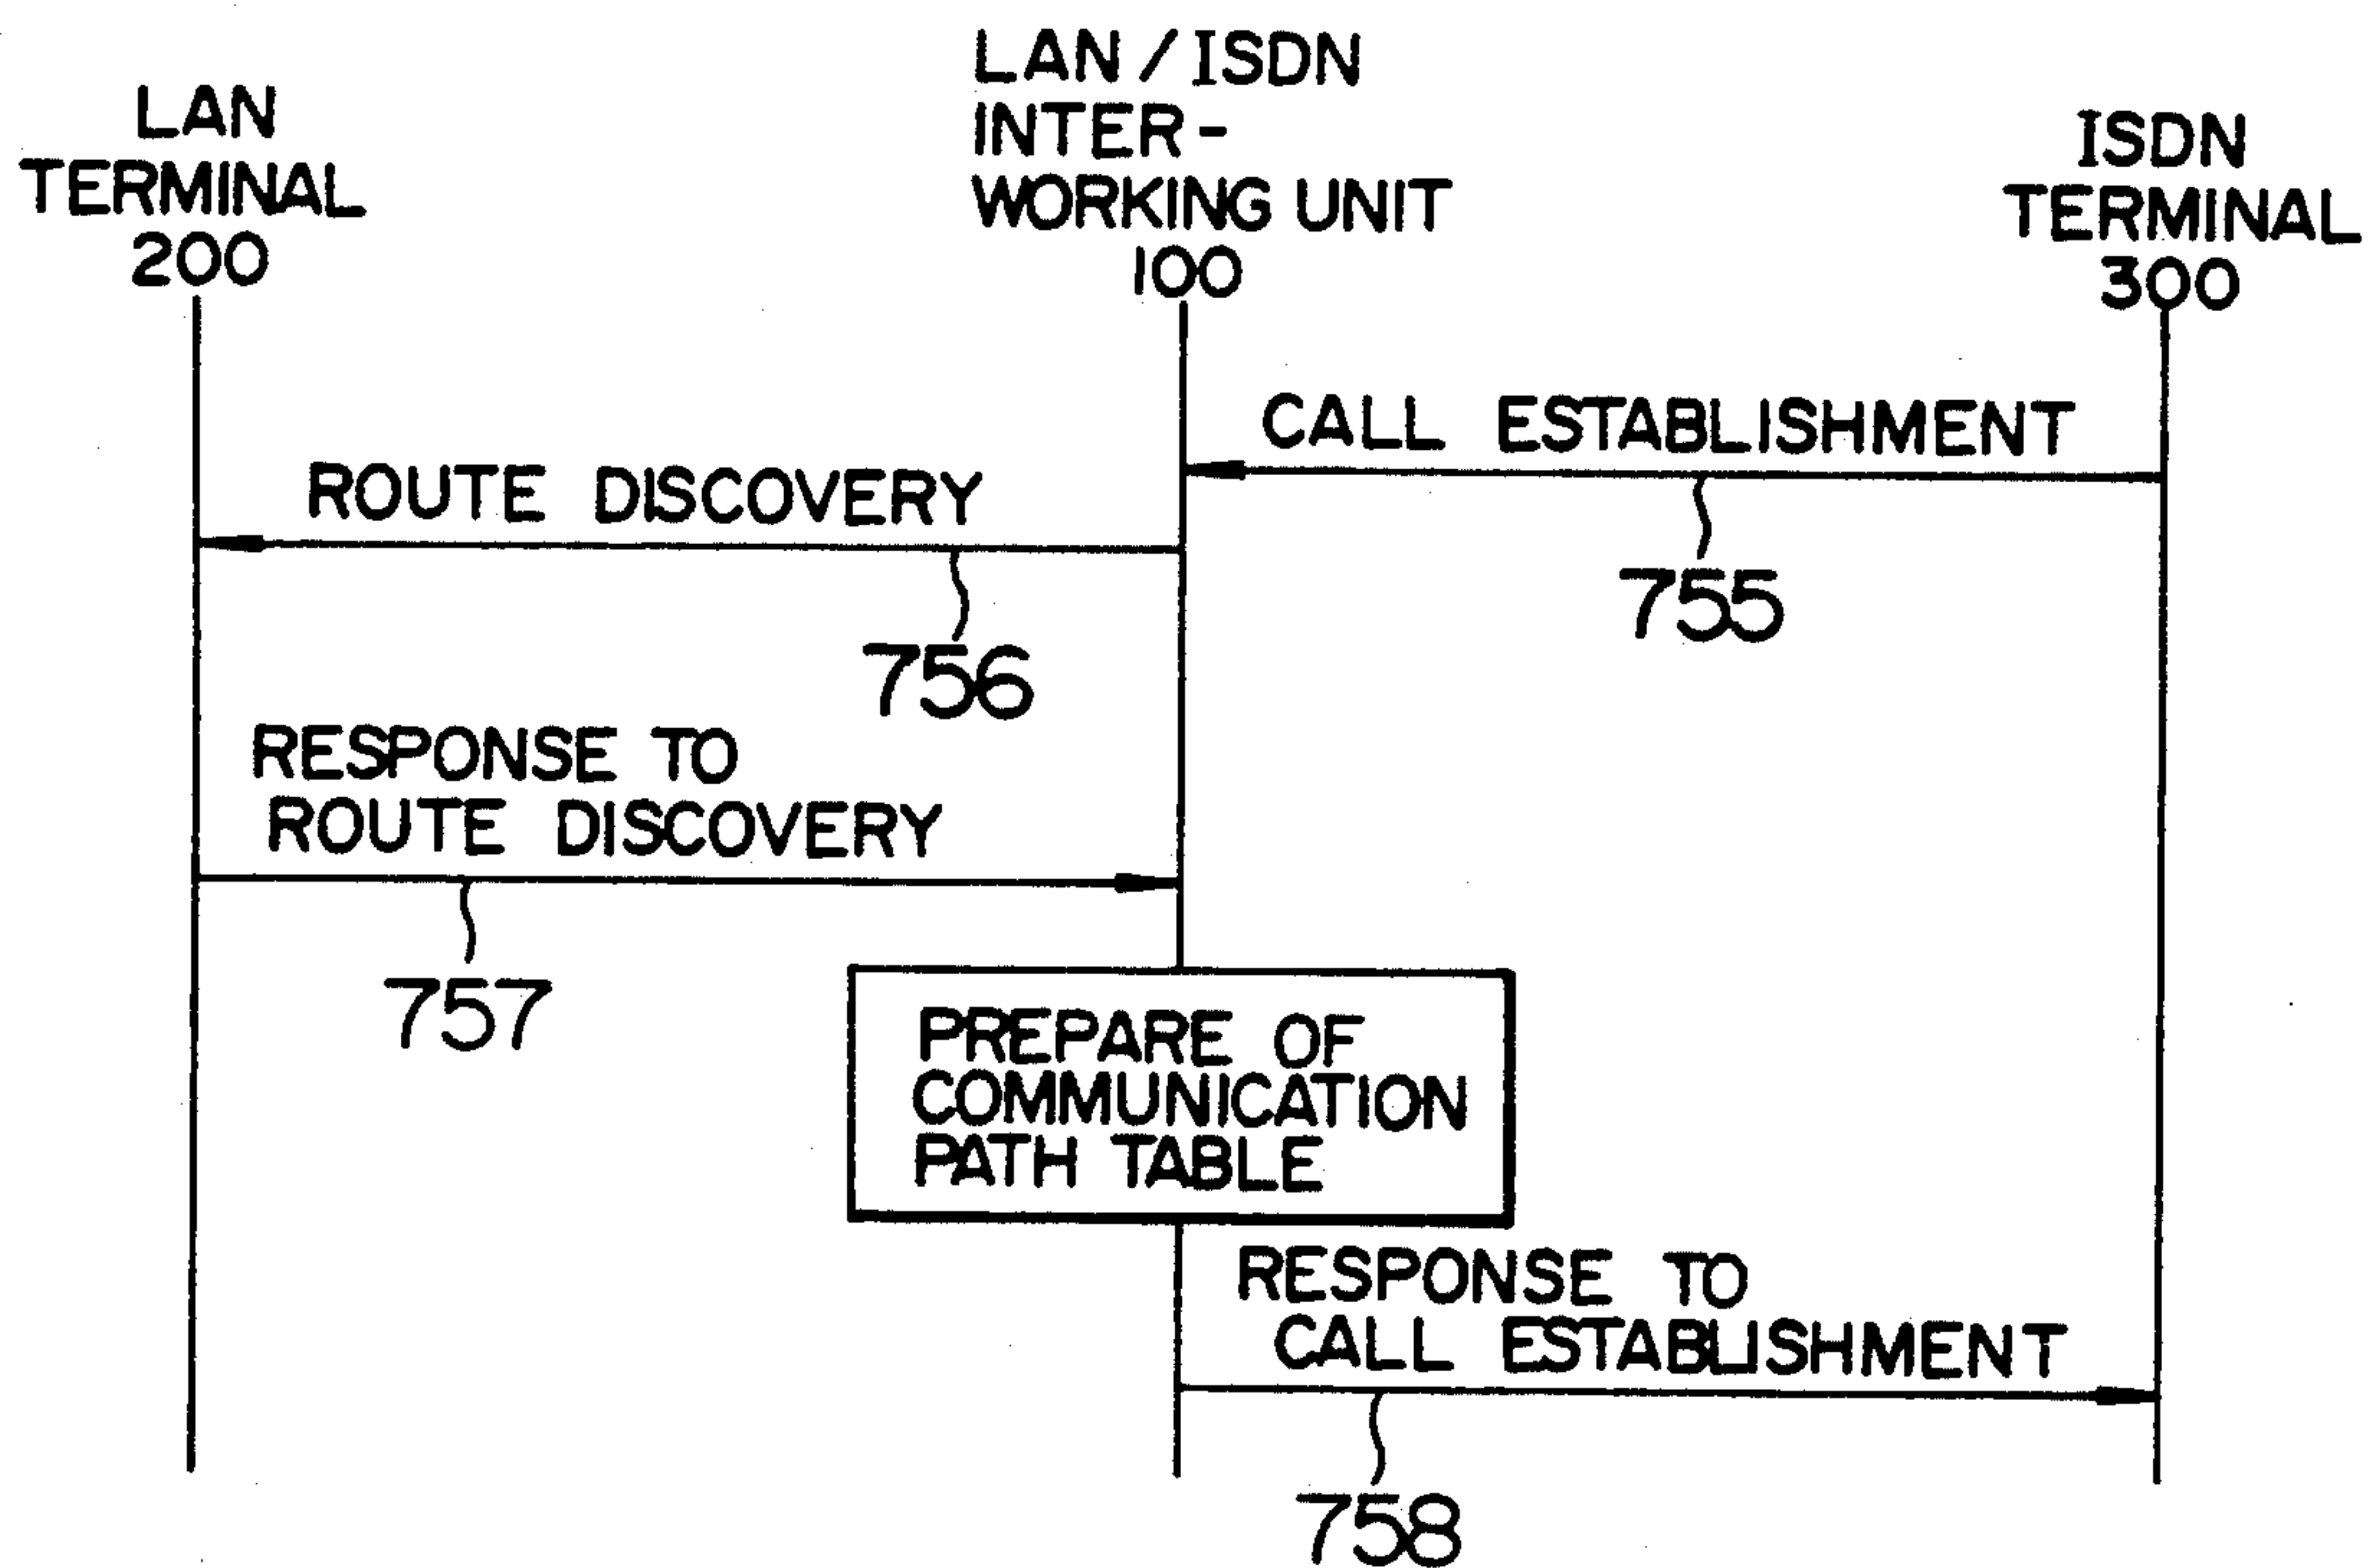 LAN
TERMINAL
200
LAN/ISDN
INTER-
WORKING UNIT
100
ISDN
TERMINAL
300
CALL ESTABLISHMENT
755
ROUTE DISCOVERY
756
RESPONSE TO
ROUTE DISCOVERY
757
PREPARE OF
COMMUNICATION
PATH TABLE
RESPONSE TO
CALL ESTABLISHMENT
758